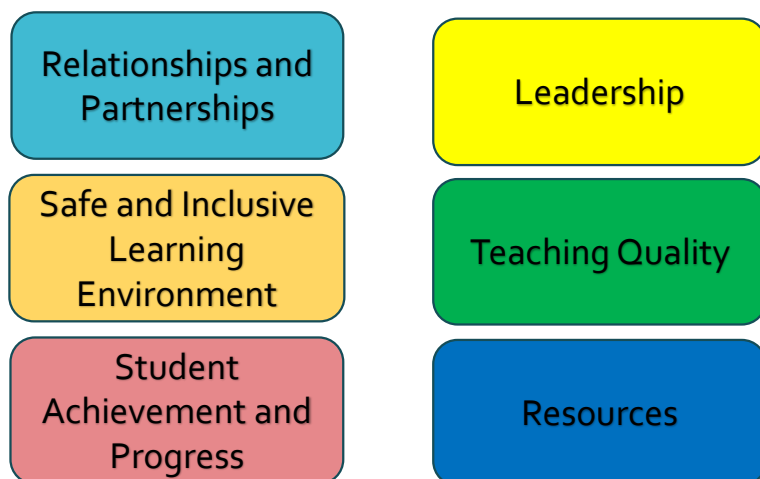 Relationships and
Partnerships
Leadership
Safe and Inclusive
Learning
Environment
Teaching Quality
Student
Achievement and
Progress
Resources